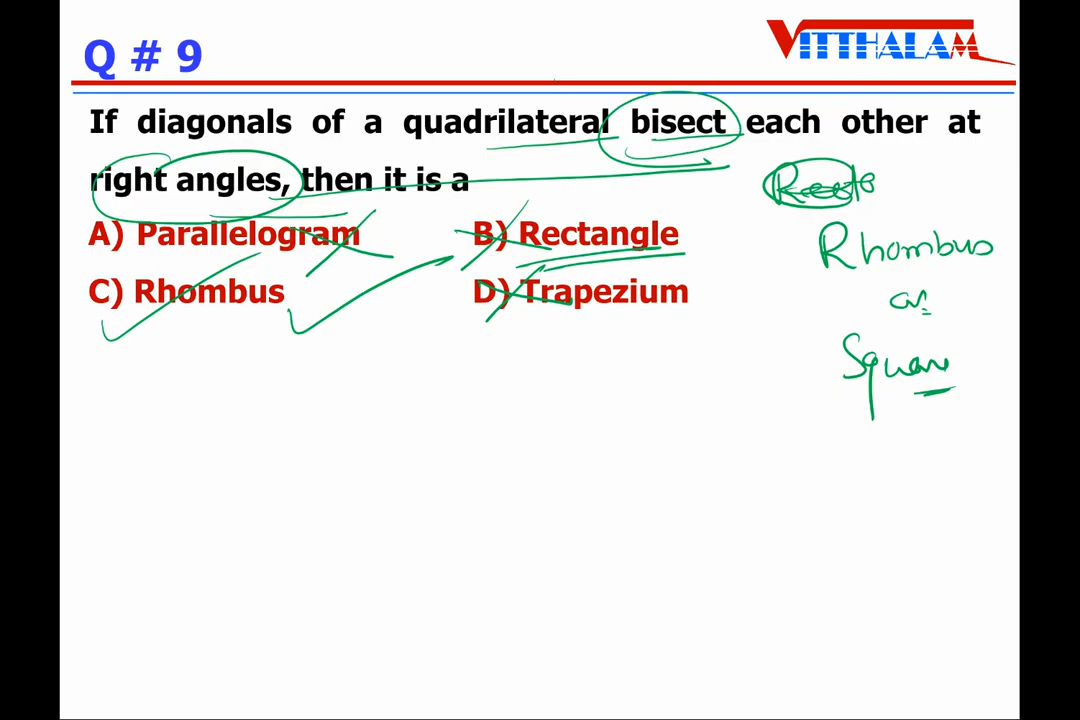 Q # 9
VITTHALAM
If diagonals of a quadrilateral bisect each other at
right angles, then it is a
A) Parallelogram B) Rectangle
C) Rhombus D) Trapezium
Rhombus
or
Square